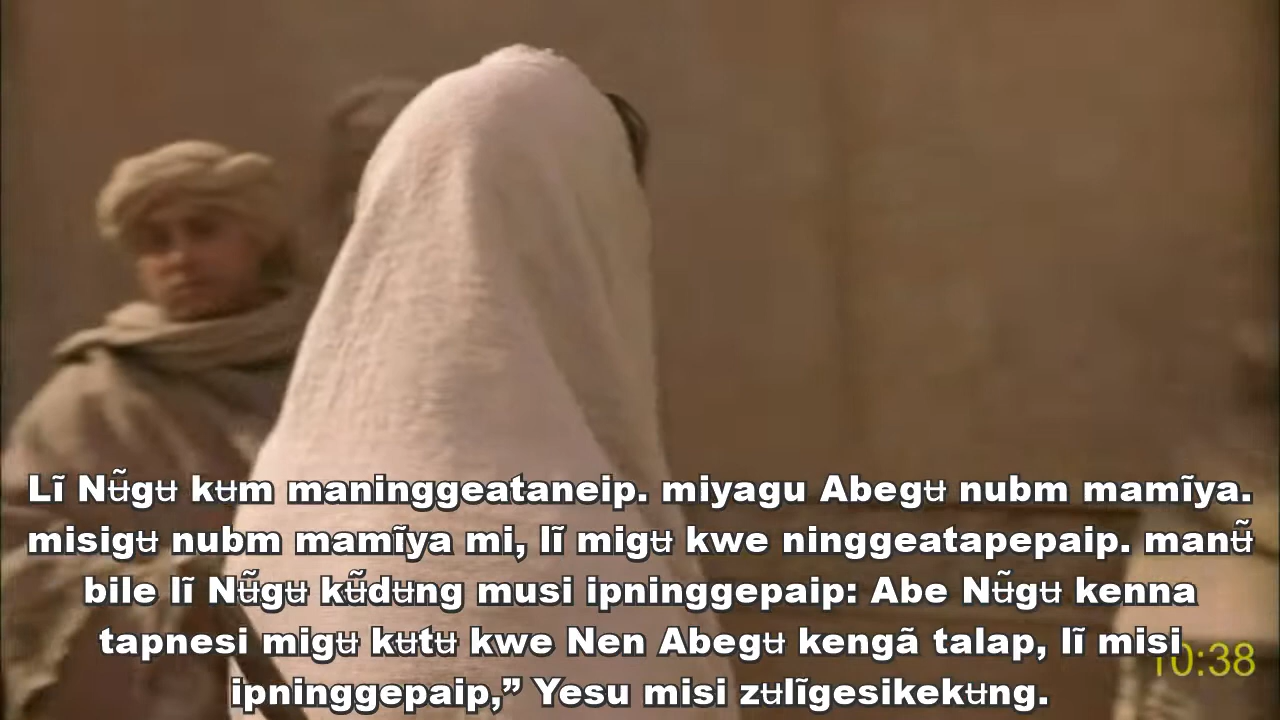 Lĩ Nʉ̃gʉ kʉm maninggeataneip. miyagu Abegʉ nubm mamĩya.
misigʉ nubm mamĩya mi, lĩ migʉ kwe ninggeatapepaip. manʉ̃
bile lĩ Nʉ̃gʉ kʉ̃dʉng musi ipninggepaip: Abe Nʉ̃gʉ kenna
tapnesi migʉ kʉtʉ kwe Nen Abegʉ kengã talap, lĩ misi
ipninggepaip,” Yesu misi zʉlĩgesikekʉng.
10:38